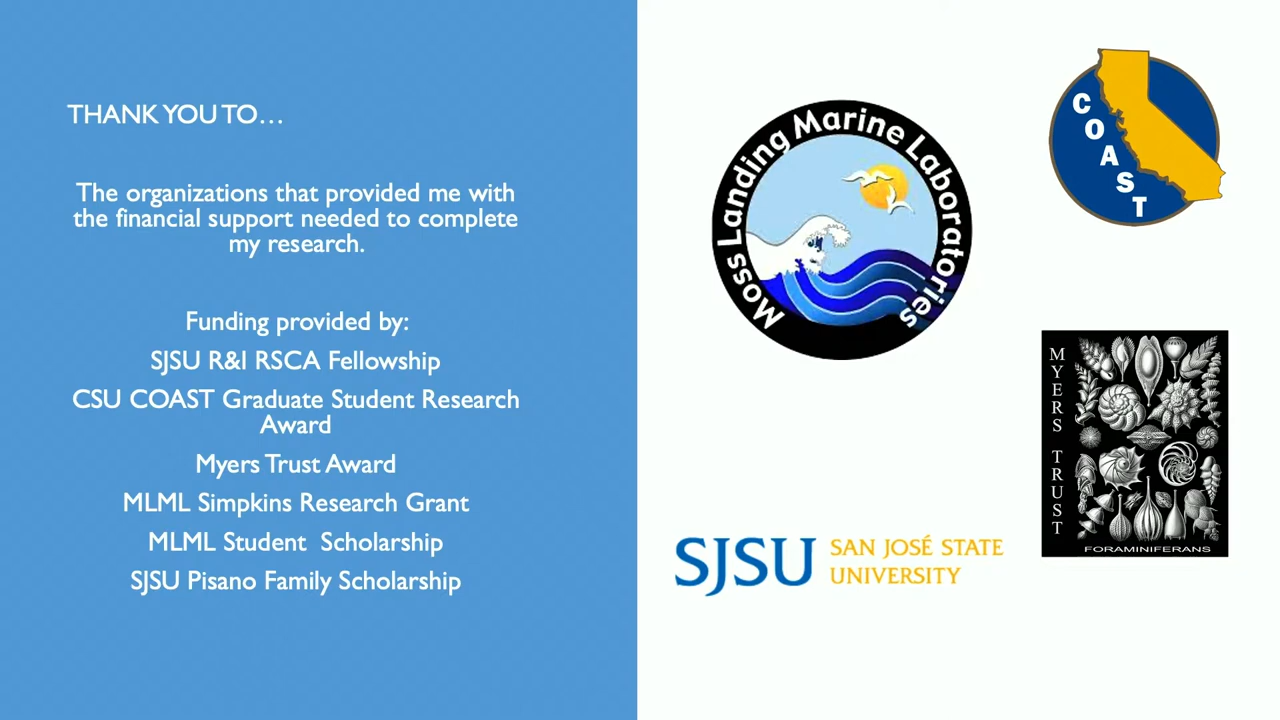 THANK YOU TO…
The organizations that provided me with
the financial support needed to complete
my research.
Funding provided by:
SJSU R&I RSCA Fellowship
CSU COAST Graduate Student Research
Award
Myers Trust Award
MLML Simpkins Research Grant
MLML Student Scholarship
SJSU Pisano Family Scholarship
Moss Landing Marine Laboratories
COAST
MYERS TRUST
FORAMINIFERANS
SJSU
SAN JOSÉ STATE
UNIVERSITY